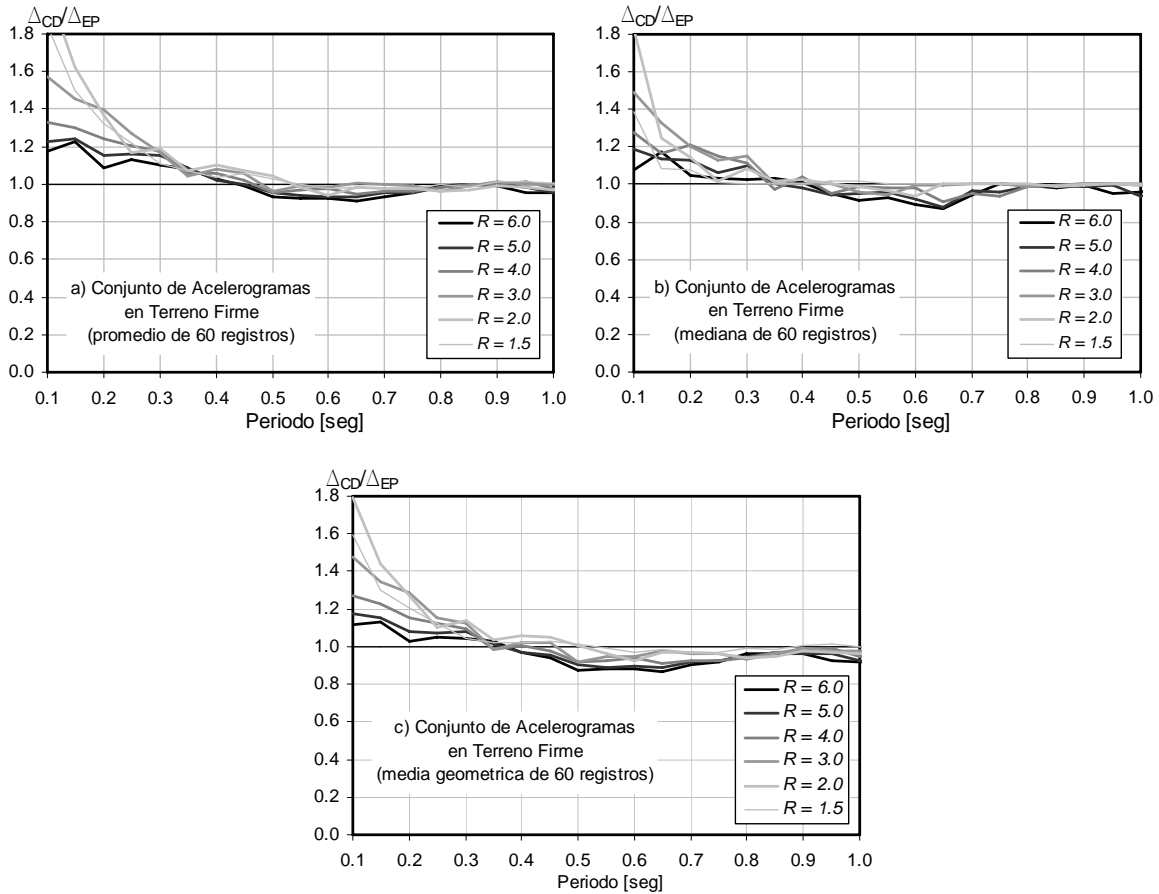 ΔCD/ΔEP
1.8
1.6
1.4
1.2
1.0
0.8
0.6
0.4
0.2
0.0
R = 6.0
R = 5.0
R = 4.0
R = 3.0
R = 2.0
R = 1.5
a) Conjunto de Acelerogramas
en Terreno Firme
(promedio de 60 registros)
0.1 0.2 0.3 0.4 0.5 0.6 0.7 0.8 0.9 1.0
Periodo [seg]
ΔCD/ΔEP
1.8
1.6
1.4
1.2
1.0
0.8
0.6
0.4
0.2
0.0
R = 6.0
R = 5.0
R = 4.0
R = 3.0
R = 2.0
R = 1.5
b) Conjunto de Acelerogramas
en Terreno Firme
(mediana de 60 registros)
0.1 0.2 0.3 0.4 0.5 0.6 0.7 0.8 0.9 1.0
Periodo [seg]
ΔCD/ΔEP
1.8
1.6
1.4
1.2
1.0
0.8
0.6
0.4
0.2
0.0
R = 6.0
R = 5.0
R = 4.0
R = 3.0
R = 2.0
R = 1.5
c) Conjunto de Acelerogramas
en Terreno Firme
(media geometrica de 60 registros)
0.1 0.2 0.3 0.4 0.5 0.6 0.7 0.8 0.9 1.0
Periodo [seg]